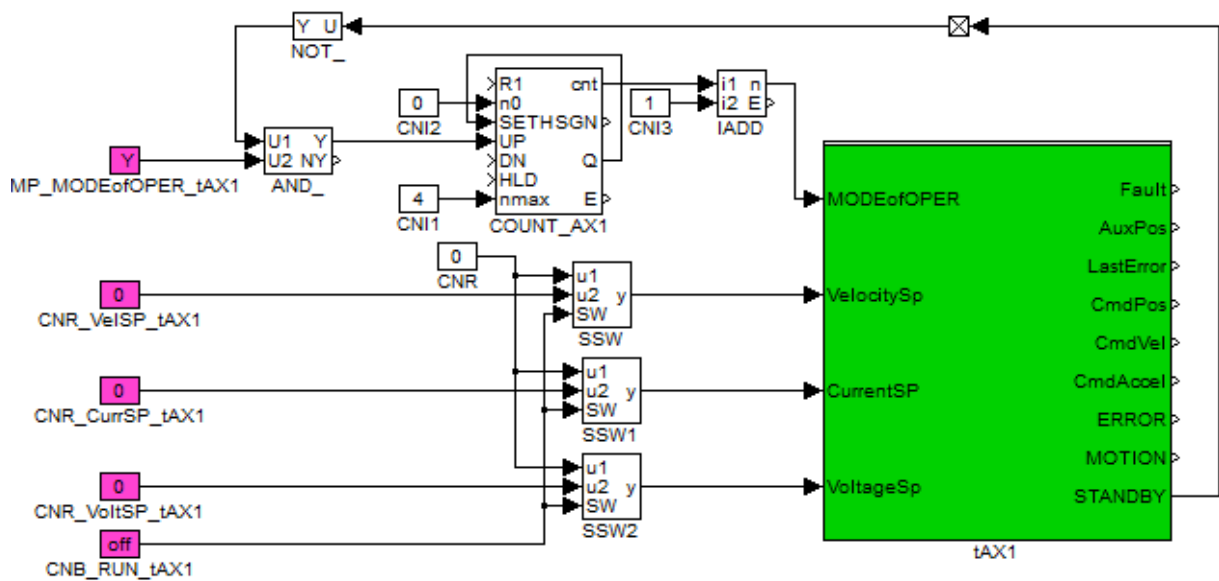 Y U
NOT_
R1 cnt
n0
SETH SGN
UP
DN Q
HLD
nmax E
COUNT_AX1
0
CNI2
4
CNI1
i1 n
i2 E
IADD
1
CNI3
U1 Y
U2 NY
AND_
Y
MP_MODEofOPER_tAX1
0
CNR
0
CNR_VelSP_tAX1
u1
u2 y
SW
SSW
0
CNR_CurrSP_tAX1
u1
u2 y
SW
SSW1
0
CNR_VoltSP_tAX1
u1
u2 y
SW
SSW2
off
CNB_RUN_tAX1
MODEofOPER
VelocitySp
CurrentSP
VoltageSp
Fault
AuxPos
LastError
CmdPos
CmdVel
CmdAccel
ERROR
MOTION
STANDBY
tAX1